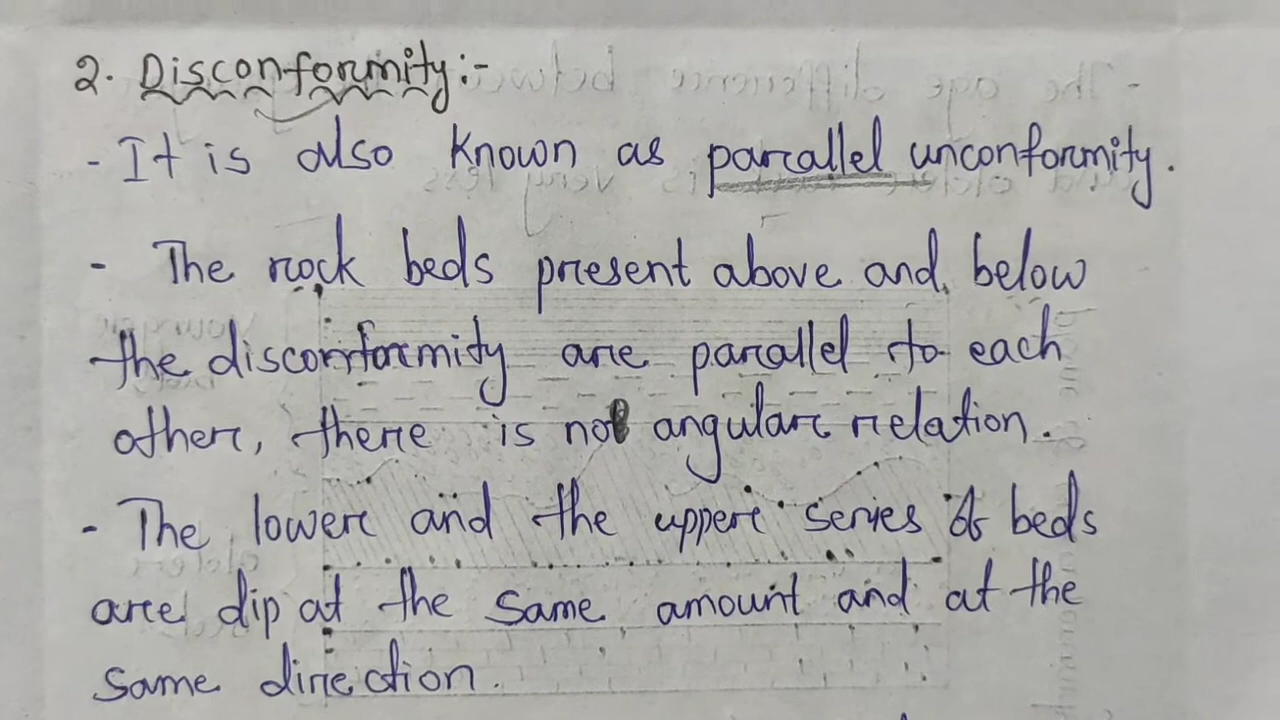 2. Disconformity:-
- It is also known as parallel unconformity.
- The rock beds present above and below
the disconformity are parallel to each
other, there is no angular relation.
- The lower and the upper series of beds
are dip at the same amount and at the
same direction.